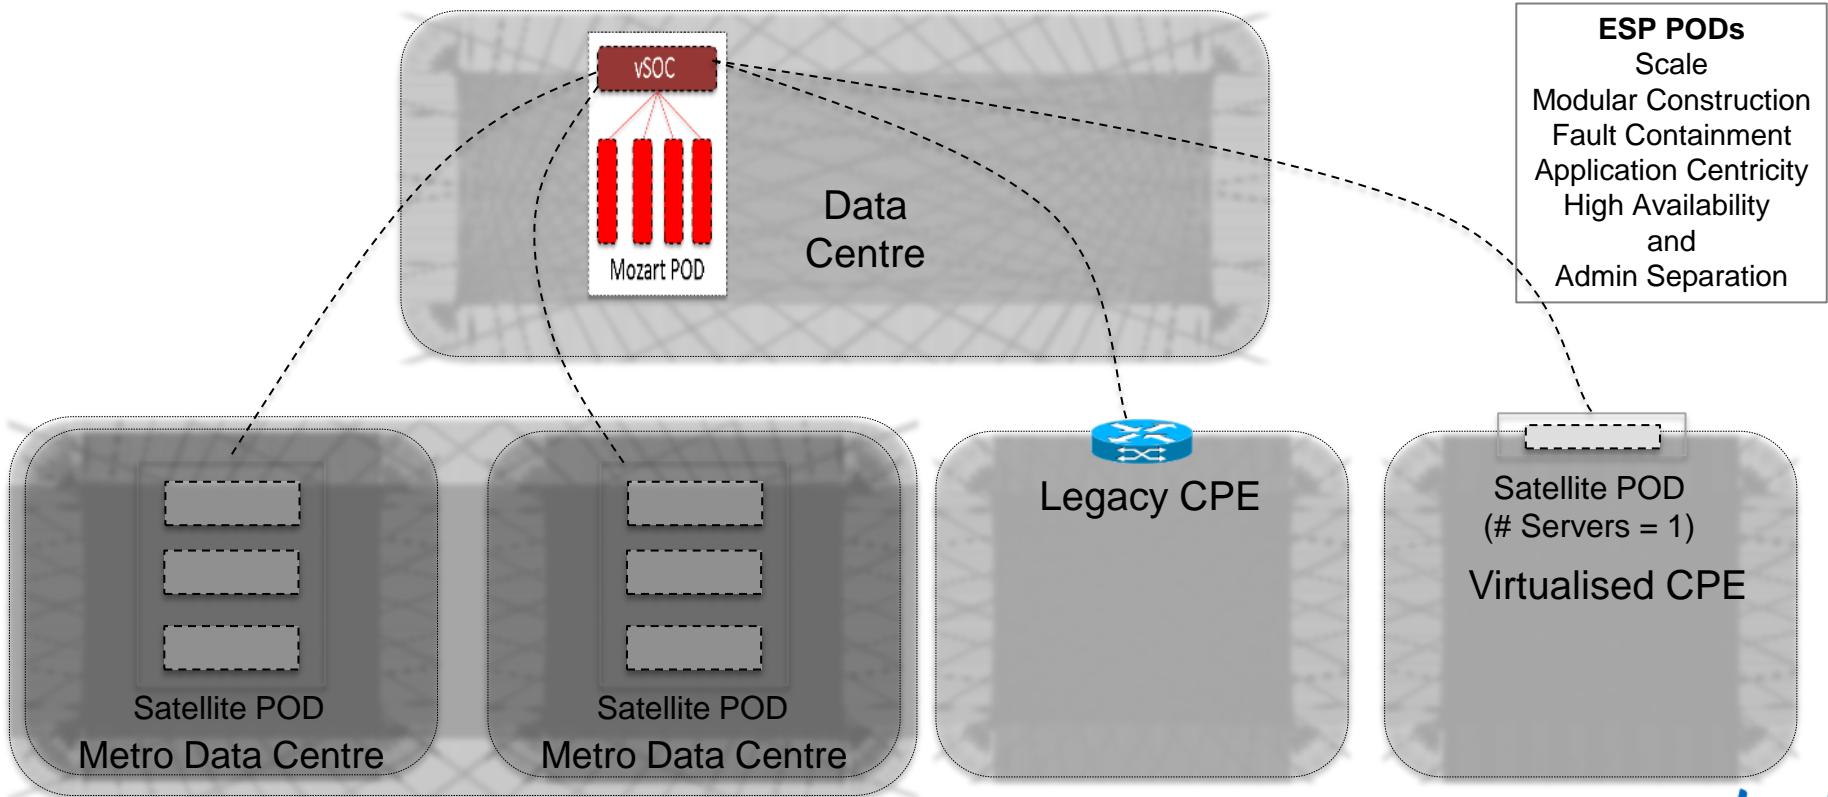 vSOC
Mozart POD
Data
Centre
ESP PODs
Scale
Modular Construction
Fault Containment
Application Centricity
High Availability
and
Admin Separation
Satellite POD
Metro Data Centre
Satellite POD
Metro Data Centre
Legacy CPE
Satellite POD
(# Servers = 1)
Virtualised CPE